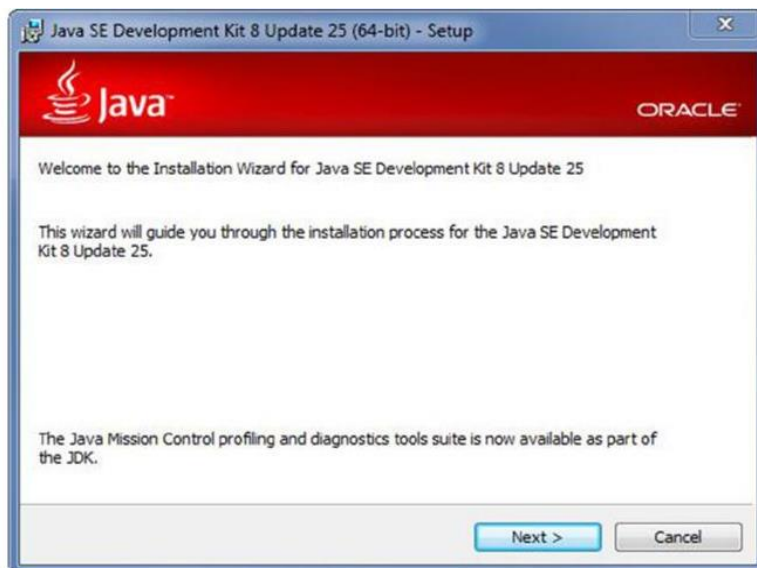 Java SE Development Kit 8 Update 25 (64-bit) - Setup
Java™
ORACLE
Welcome to the Installation Wizard for Java SE Development Kit 8 Update 25
This wizard will guide you through the installation process for the Java SE Development
Kit 8 Update 25.
The Java Mission Control profiling and diagnostics tools suite is now available as part of
the JDK.
Next >
Cancel